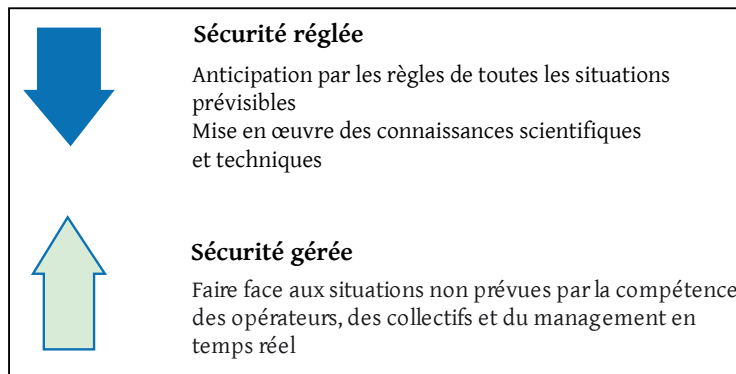 Sécurité réglée
Anticipation par les règles de toutes les situations
prévisibles
Mise en œuvre des connaissances scientifiques
et techniques
Sécurité gérée
Faire face aux situations non prévues par la compétence
des opérateurs, des collectifs et du management en
temps réel